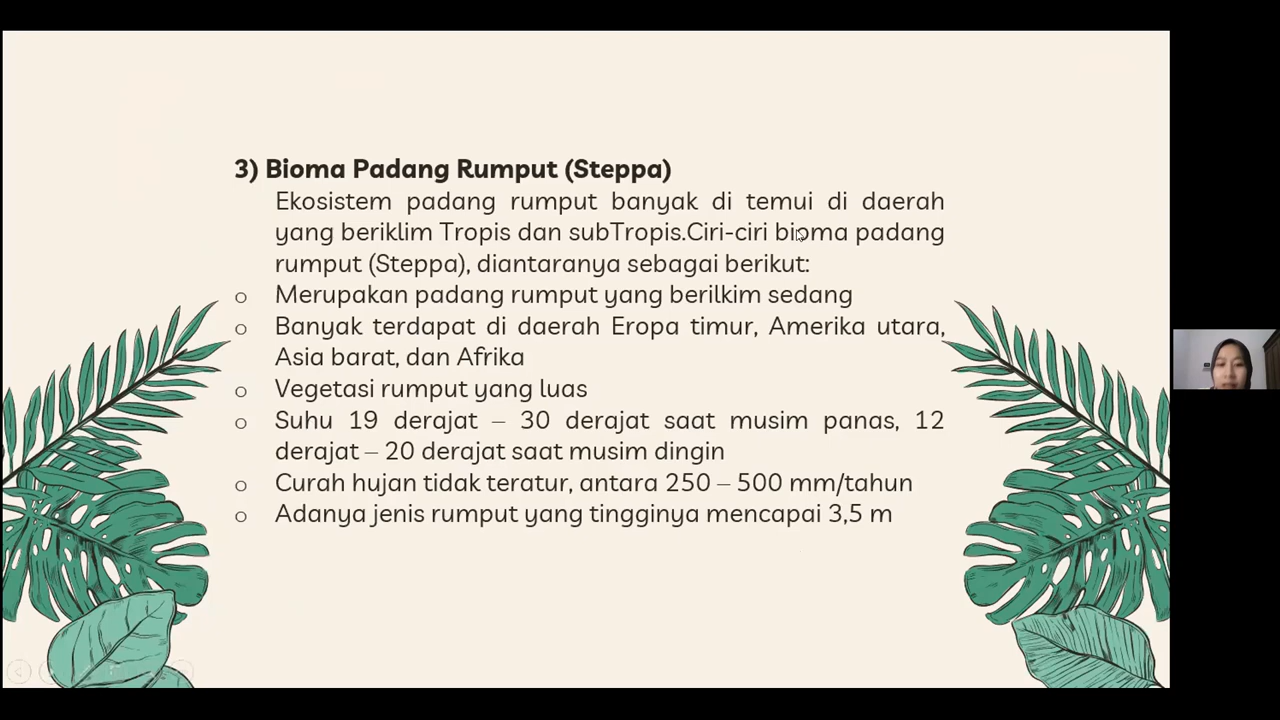 3) Bioma Padang Rumput (Steppa)
Ekosistem padang rumput banyak di temui di daerah
yang beriklim Tropis dan subTropis.Ciri-ciri bioma padang
rumput (Steppa), diantaranya sebagai berikut:
o Merupakan padang rumput yang berilkim sedang
o Banyak terdapat di daerah Eropa timur, Amerika utara,
Asia barat, dan Afrika
o Vegetasi rumput yang luas
o Suhu 19 derajat – 30 derajat saat musim panas, 12
derajat – 20 derajat saat musim dingin
o Curah hujan tidak teratur, antara 250 – 500 mm/tahun
o Adanya jenis rumput yang tingginya mencapai 3,5 m